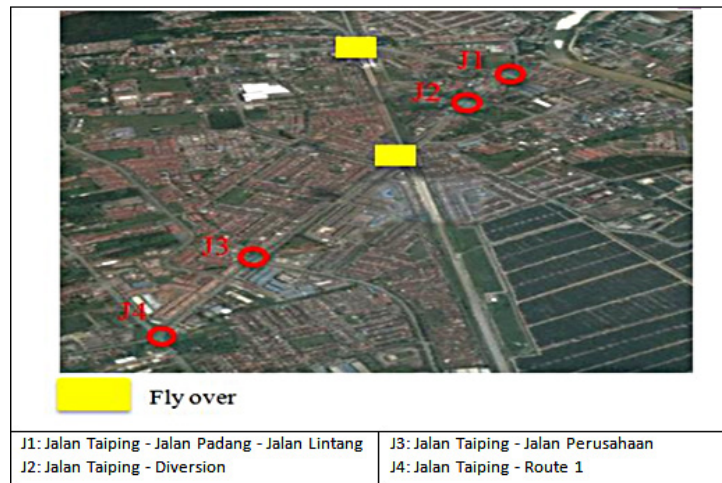 J1
J2
J3
J4
Fly over
J1: Jalan Taiping - Jalan Padang - Jalan Lintang
J2: Jalan Taiping - Diversion
J3: Jalan Taiping - Jalan Perusahaan
J4: Jalan Taiping - Route 1